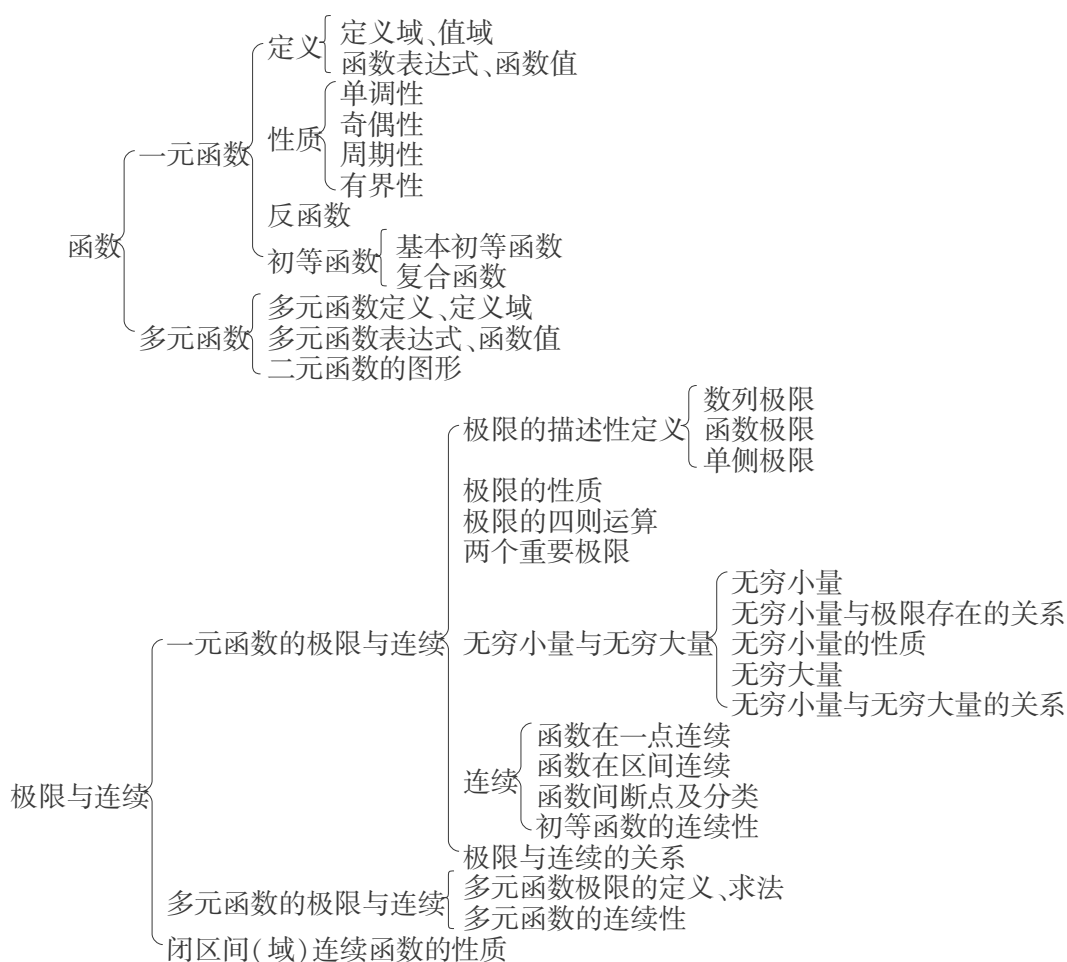 定义
定义域、值域
函数表达式、函数值
性质
单调性
奇偶性
周期性
有界性
一元函数
反函数
函数
初等函数
基本初等函数
复合函数
多元函数
多元函数定义、定义域
多元函数表达式、函数值
二元函数的图形
极限的描述性定义
数列极限
函数极限
单侧极限
极限的性质
极限的四则运算
两个重要极限
一元函数的极限与连续
无穷小量与无穷大量
无穷小量
无穷小量与极限存在的关系
无穷小量的性质
无穷大量
无穷小量与无穷大量的关系
极限与连续
连续
函数在一点连续
函数在区间连续
函数间断点及分类
初等函数的连续性
极限与连续的关系
多元函数的极限与连续
多元函数极限的定义、求法
多元函数的连续性
闭区间(域)连续函数的性质